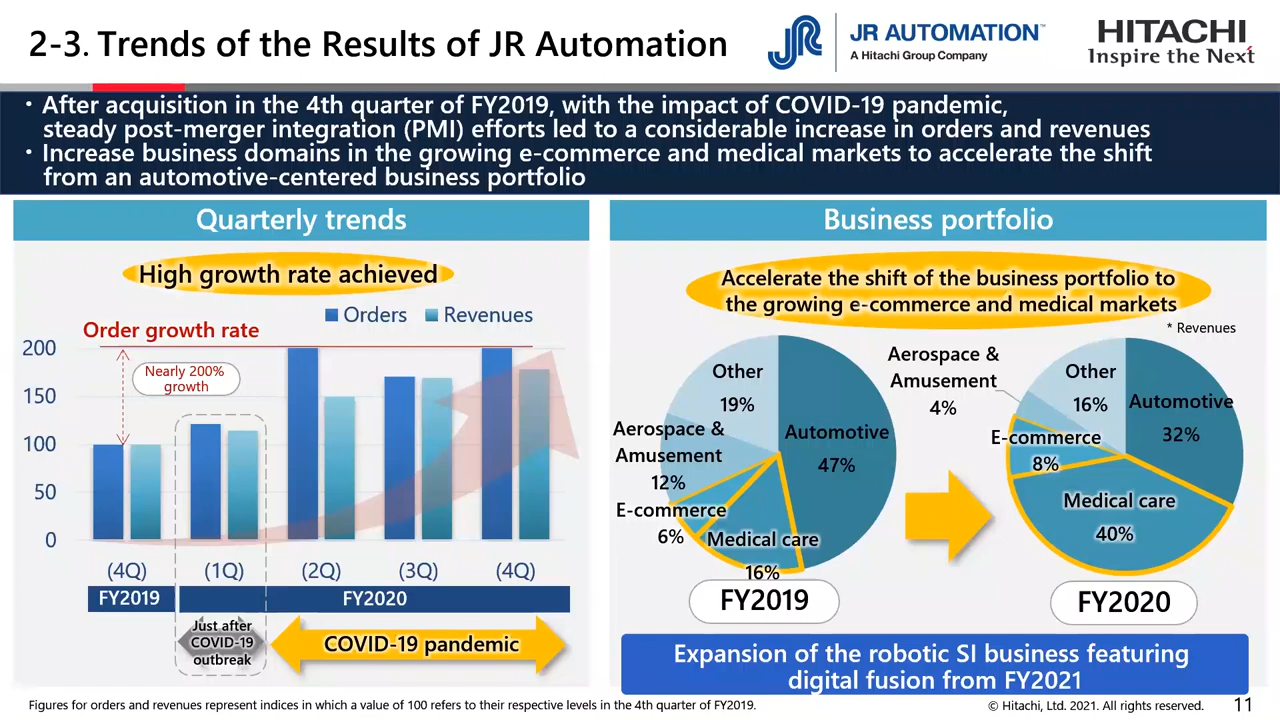 2-3. Trends of the Results of JR Automation
JR AUTOMATION™
A Hitachi Group Company
HITACHI
Inspire the Next
・After acquisition in the 4th quarter of FY2019, with the impact of COVID-19 pandemic,
steady post-merger integration (PMI) efforts led to a considerable increase in orders and revenues
・Increase business domains in the growing e-commerce and medical markets to accelerate the shift
from an automotive-centered business portfolio
Quarterly trends
High growth rate achieved
Orders
Revenues
Order growth rate
200
150
100
50
0
Nearly 200%
growth
(4Q)
(1Q)
(2Q)
(3Q)
(4Q)
FY2019
FY2020
Just after
COVID-19
outbreak
COVID-19 pandemic
Business portfolio
Accelerate the shift of the business portfolio to
the growing e-commerce and medical markets
* Revenues
Other
19%
Automotive
47%
Aerospace &
Amusement
12%
E-commerce
6%
Medical care
16%
FY2019
Aerospace &
Amusement
4%
Other
16%
Automotive
32%
E-commerce
8%
Medical care
40%
FY2020
Expansion of the robotic SI business featuring
digital fusion from FY2021
Figures for orders and revenues represent indices in which a value of 100 refers to their respective levels in the 4th quarter of FY2019.
© Hitachi, Ltd. 2021. All rights reserved.
11